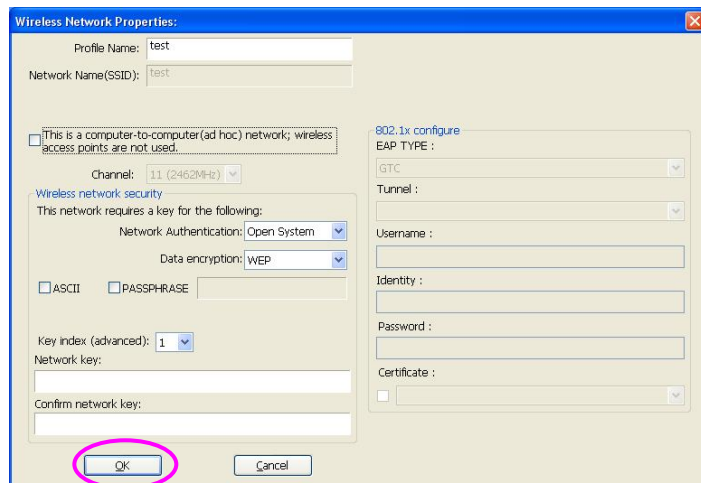 Wireless Network Properties:
Profile Name: test
Network Name(SSID): test
This is a computer-to-computer(ad hoc) network; wireless
access points are not used.
Channel: 11 (2462MHz)
Wireless network security
This network requires a key for the following:
Network Authentication: Open System
Data encryption: WEP
ASCII PASSPHRASE
Key index (advanced): 1
Network key:
Confirm network key:
OK Cancel
802.1x configure
EAP TYPE :
GTC
Tunnel :
Username :
Identity :
Password :
Certificate :